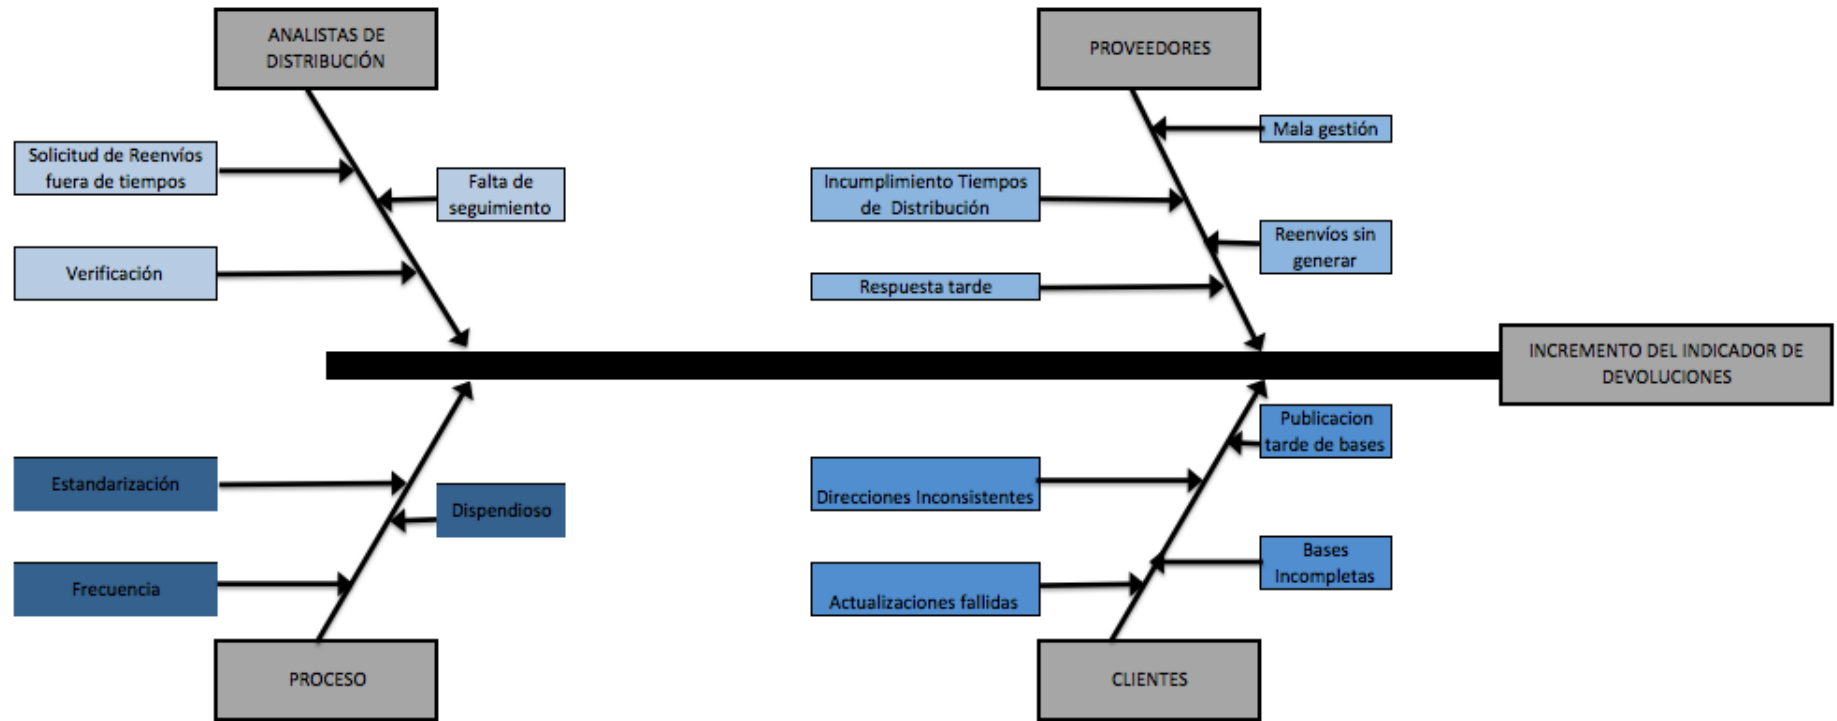 ANALISTAS DE
DISTRIBUCIÓN
PROVEEDORES
Solicitud de Reenvíos
fuera de tiempos
Falta de
seguimiento
Verificación
Mala gestión
Incumplimiento Tiempos
de Distribución
Reenvíos sin
generar
Respuesta tarde
INCREMENTO DEL INDICADOR DE
DEVOLUCIONES
Estandarización
Dispendioso
Frecuencia
Publicacion
tarde de bases
Direcciones Inconsistentes
Bases
Incompletas
Actualizaciones fallidas
PROCESO
CLIENTES